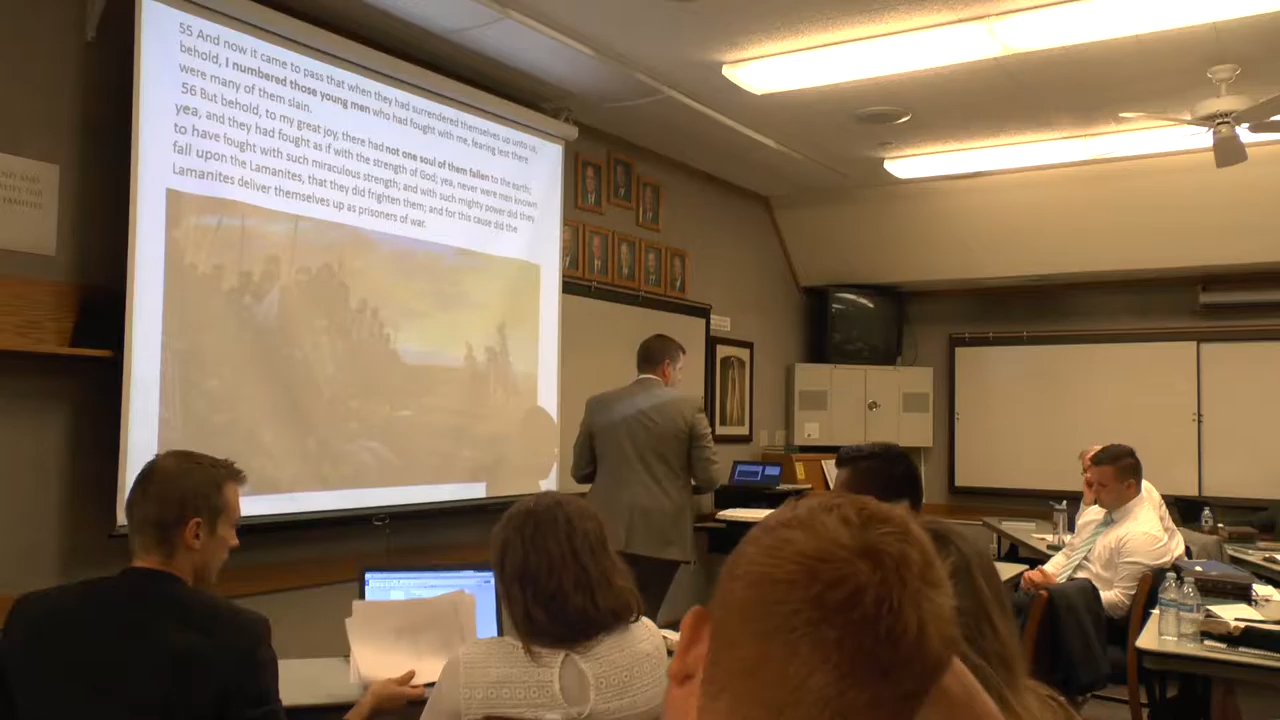 55 And now it came to pass that when they had surrendered themselves up unto us,
behold, I numbered those young men who had fought with me, fearing lest there
were many of them slain.
56 But behold, to my great joy, there had not one soul of them fallen to the earth;
yea, and they had fought as if with the strength of God; yea, never were men known
to have fought with such miraculous strength; and with such mighty power did they
fall upon the Lamanites, that they did frighten them; and for this cause did the
Lamanites deliver themselves up as prisoners of war.
AND
FOR
FAMILIES